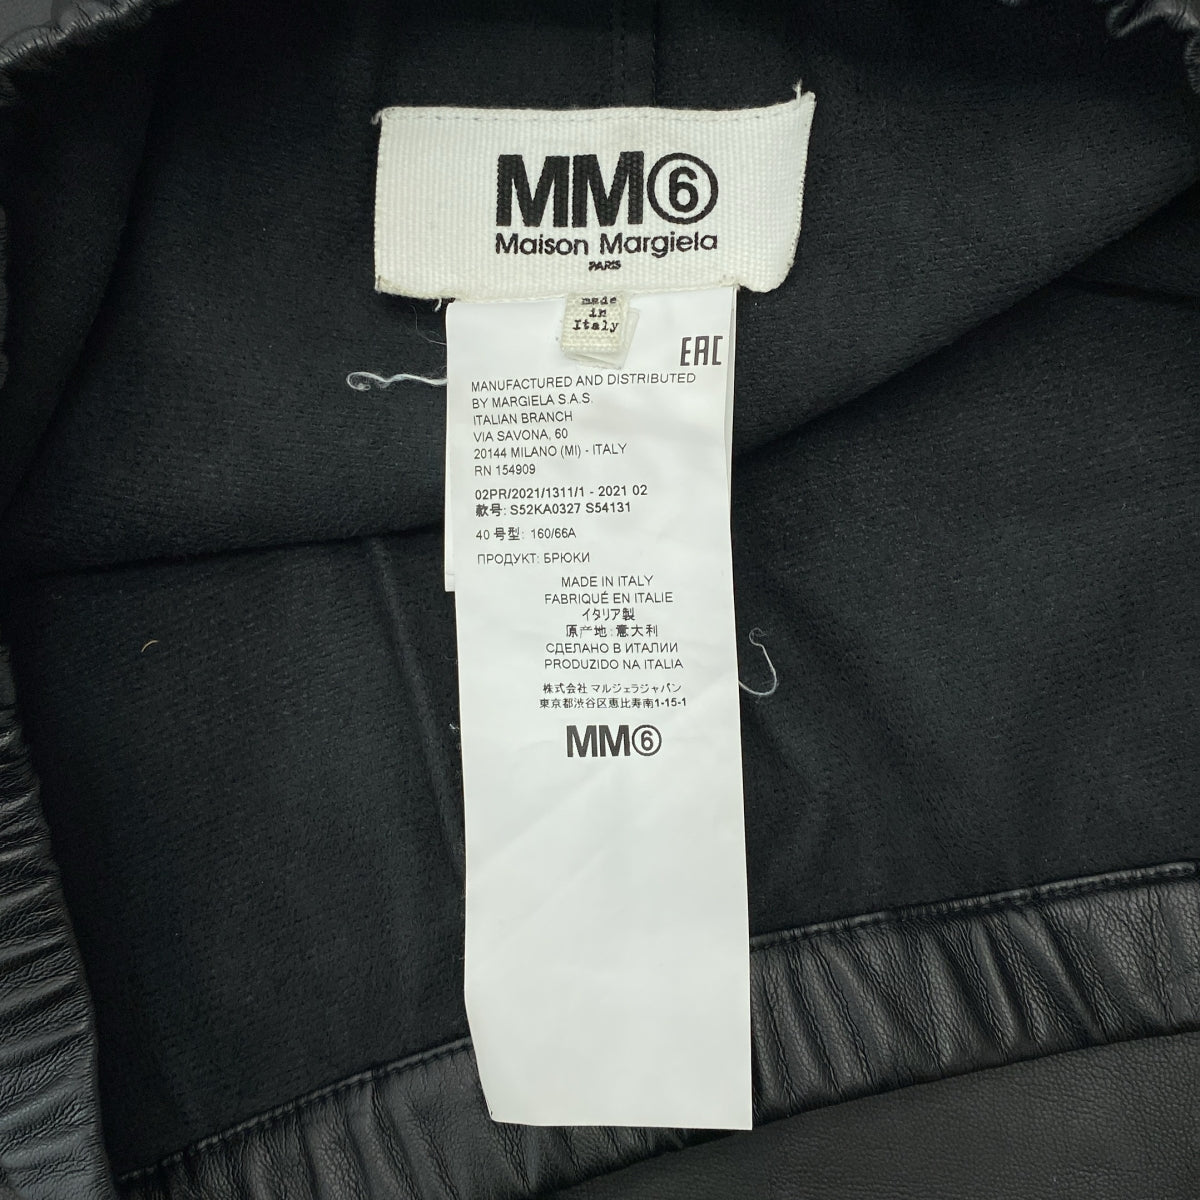 MM⑥
Maison Margiela
PARIS
made
in
Italy
EAC
MANUFACTURED AND DISTRIBUTED
BY MARGIELA S.A.S.
ITALIAN BRANCH
VIA SAVONA, 60
20144 MILANO (MI) - ITALY
RN 154909
02PR/2021/1311/1 - 2021 02
款号: S52KA0327 S54131
40 号型: 160/66A
ПРОДУКТ: БРЮКИ
MADE IN ITALY
FABRIQUÉ EN ITALIE
イタリア製
原产地: 意大利
СДЕЛАНО В ИТАЛИИ
PRODUZIDO NA ITALIA
株式会社 マルジェラジャパン
東京都渋谷区恵比寿南1-15-1
MM⑥